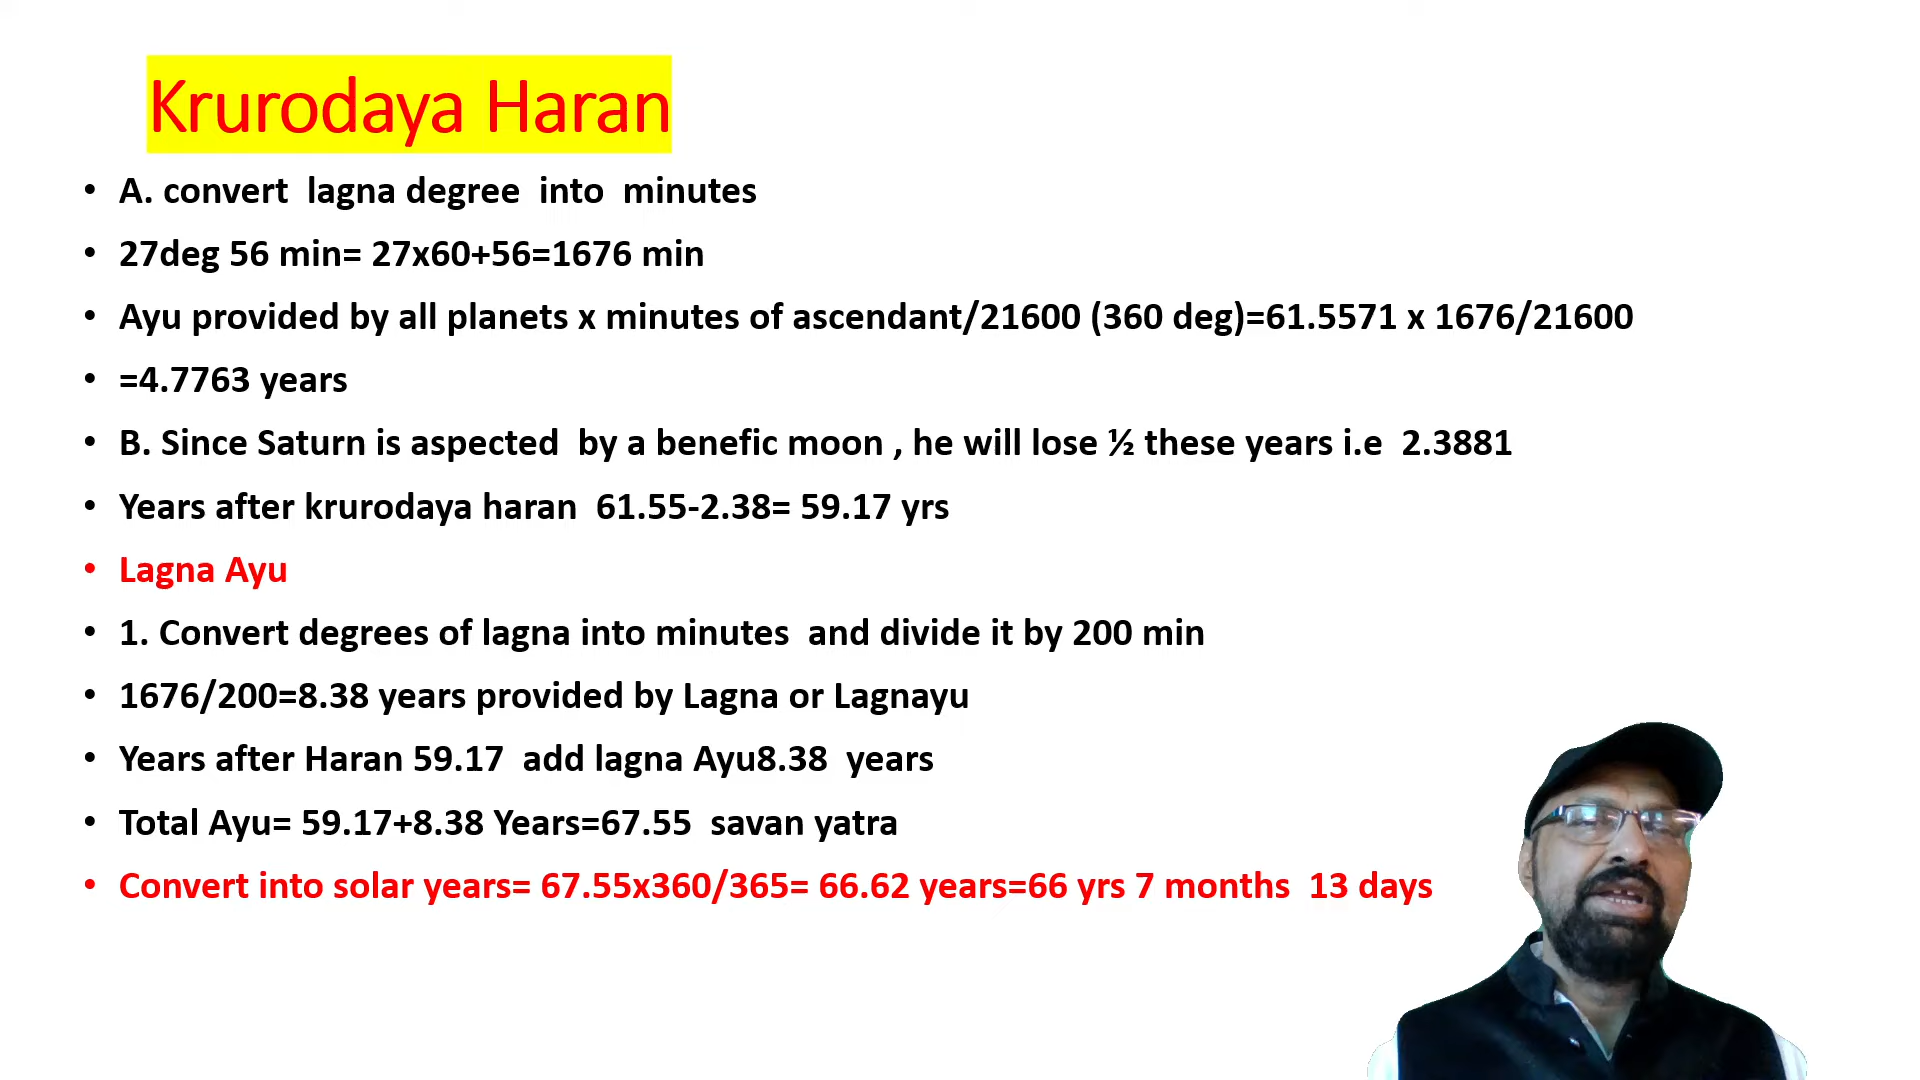 Krurodaya Haran
• A. convert lagna degree into minutes
• 27deg 56 min= 27x60+56=1676 min
• Ayu provided by all planets x minutes of ascendant/21600 (360 deg)=61.5571 x 1676/21600
• =4.7763 years
• B. Since Saturn is aspected by a benefic moon , he will lose ½ these years i.e 2.3881
• Years after krurodaya haran 61.55-2.38= 59.17 yrs
• Lagna Ayu
• 1. Convert degrees of lagna into minutes and divide it by 200 min
• 1676/200=8.38 years provided by Lagna or Lagnayu
• Years after Haran 59.17 add lagna Ayu8.38 years
• Total Ayu= 59.17+8.38 Years=67.55 savan yatra
• Convert into solar years= 67.55x360/365= 66.62 years=66 yrs 7 months 13 days